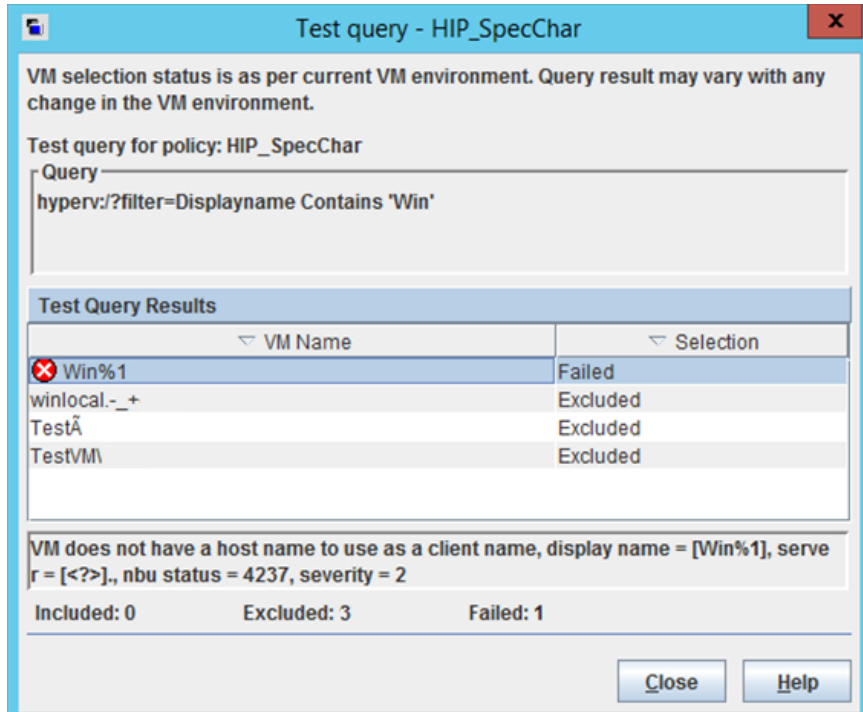 Test query - HIP_SpecChar
x
VM selection status is as per current VM environment. Query result may vary with any
change in the VM environment.
Test query for policy: HIP_SpecChar
Query
hyperv:/?filter=Displayname Contains 'Win'
Test Query Results
VM Name Selection
Win%1 Failed
winlocal.-_+ Excluded
TestÃ Excluded
TestVM\ Excluded
VM does not have a host name to use as a client name, display name = [Win%1], serve
r = [<?>]., nbu status = 4237, severity = 2
Included: 0 Excluded: 3 Failed: 1
Close Help